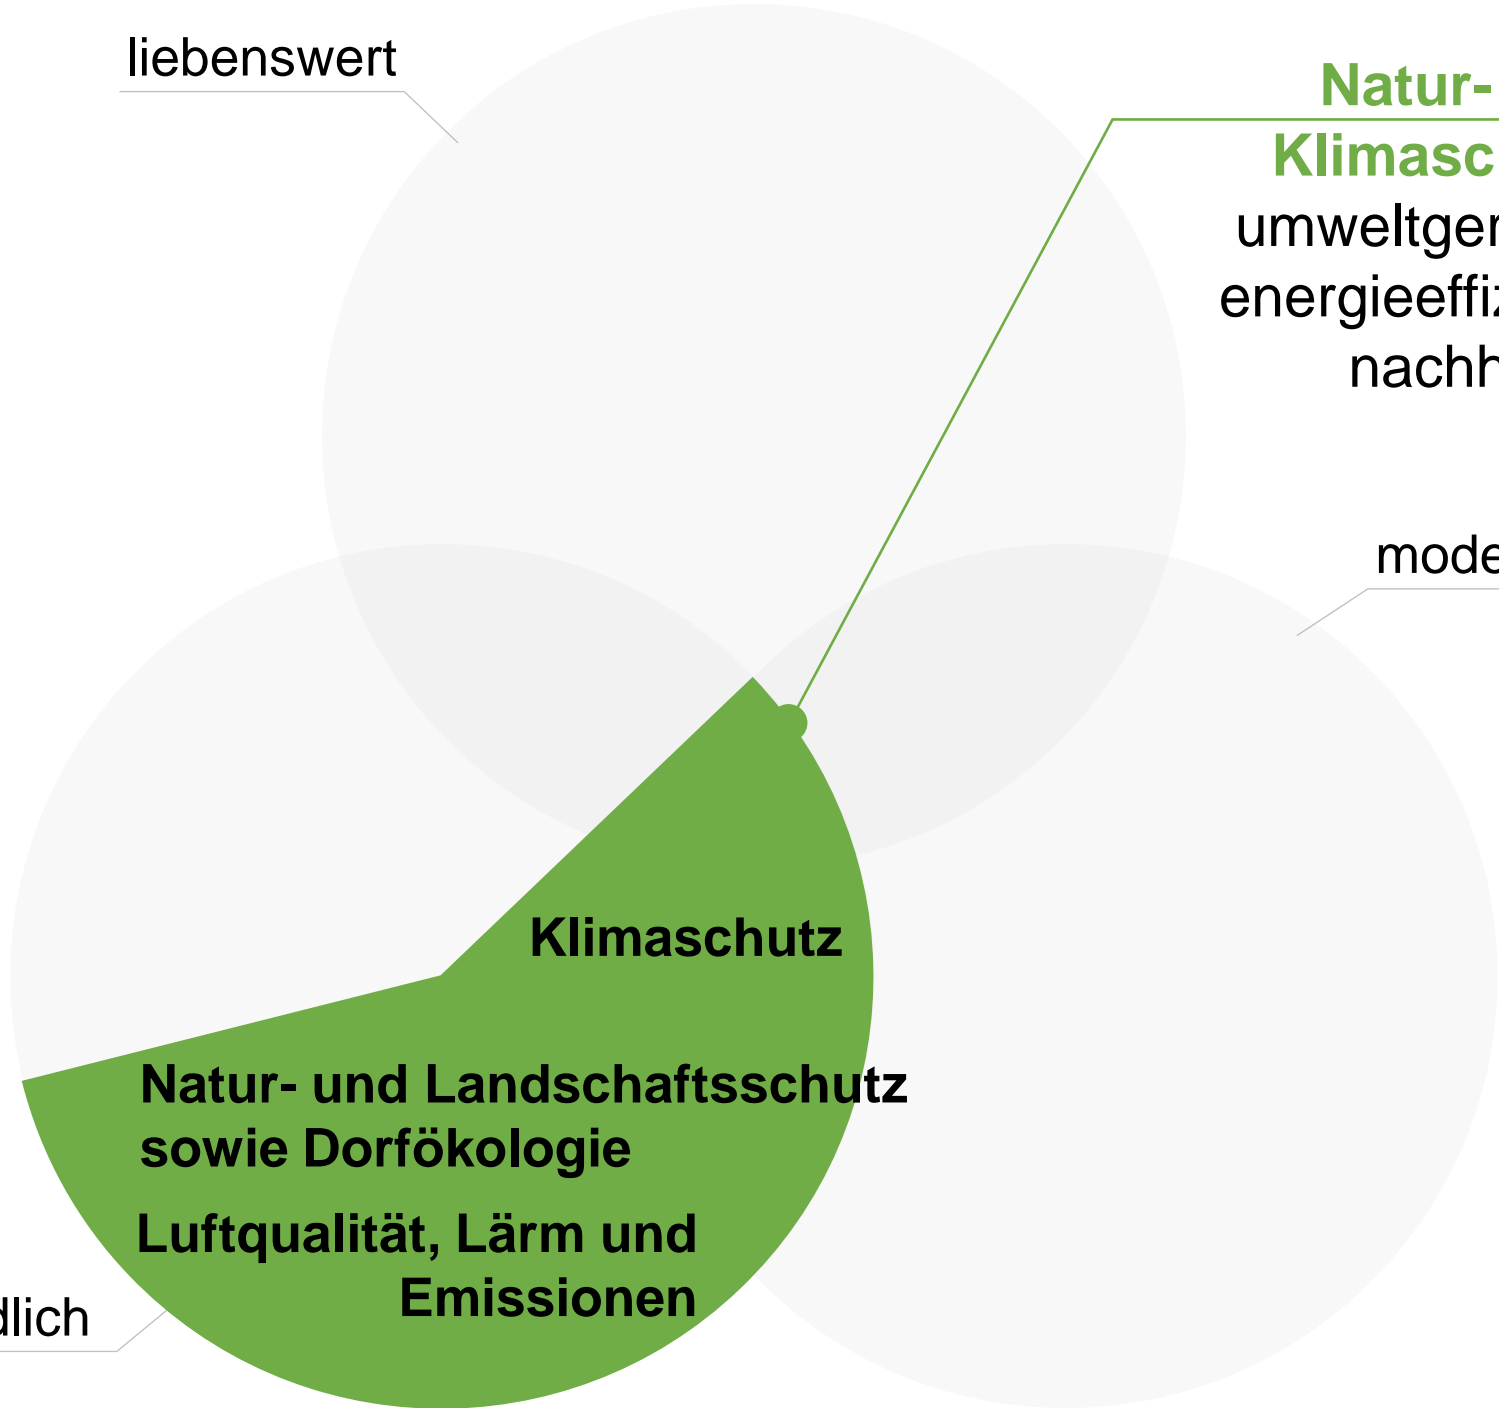 liebenswert
Natur-
Klimasc
umweltger
energieeffiz
nachh
mode
Klimaschutz
Natur- und Landschaftsschutz
sowie Dorfökologie
Luftqualität, Lärm und
Emissionen
dlich